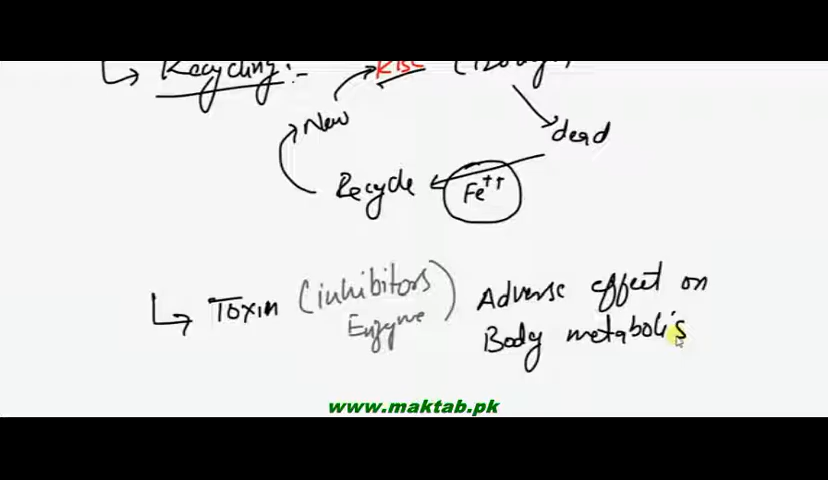 Recycling :-
RBC
New
dead
Recycle
Fe++
Toxin (inhibitors Enzyme) Adverse effect on
Body metabolis
www.maktab.pk